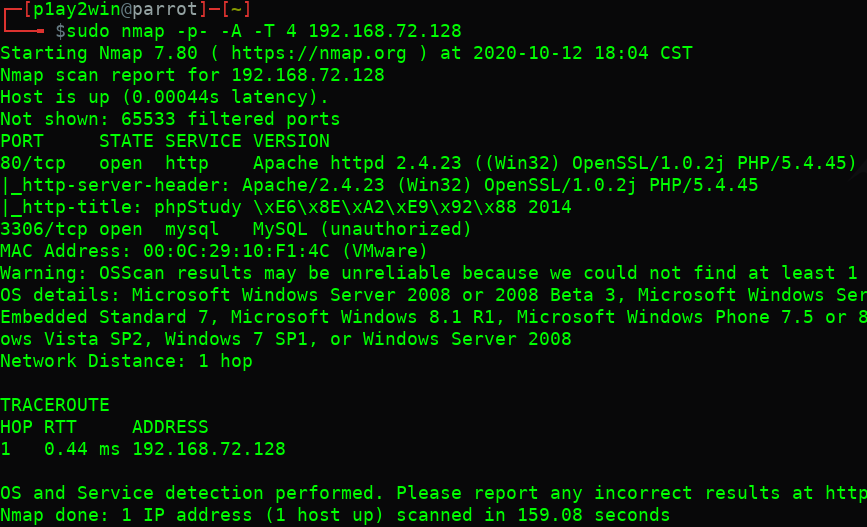 ┌─[p1ay2win@parrot]─[~]
└──╼ $sudo nmap -p- -A -T 4 192.168.72.128
Starting Nmap 7.80 ( https://nmap.org ) at 2020-10-12 18:04 CST
Nmap scan report for 192.168.72.128
Host is up (0.00044s latency).
Not shown: 65533 filtered ports
PORT     STATE SERVICE VERSION
80/tcp   open  http    Apache httpd 2.4.23 ((Win32) OpenSSL/1.0.2j PHP/5.4.45)
|_http-server-header: Apache/2.4.23 (Win32) OpenSSL/1.0.2j PHP/5.4.45
|_http-title: phpStudy \xE6\x8E\xA2\xE9\x92\x88 2014
3306/tcp open  mysql   MySQL (unauthorized)
MAC Address: 00:0C:29:10:F1:4C (VMware)
Warning: OSScan results may be unreliable because we could not find at least 1
OS details: Microsoft Windows Server 2008 or 2008 Beta 3, Microsoft Windows Ser
Embedded Standard 7, Microsoft Windows 8.1 R1, Microsoft Windows Phone 7.5 or 8
ows Vista SP2, Windows 7 SP1, or Windows Server 2008
Network Distance: 1 hop
TRACEROUTE
HOP RTT     ADDRESS
1   0.44 ms 192.168.72.128
OS and Service detection performed. Please report any incorrect results at http
Nmap done: 1 IP address (1 host up) scanned in 159.08 seconds